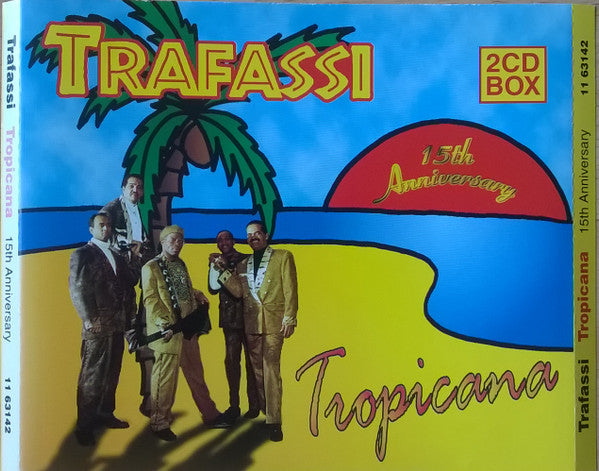 TRAFASSI
2CD
BOX
15th
Anniversary
Tropicana
Trafassi Tropicana 15th Anniversary 11 63142
Trafassi Tropicana 15th Anniversary 11 63142